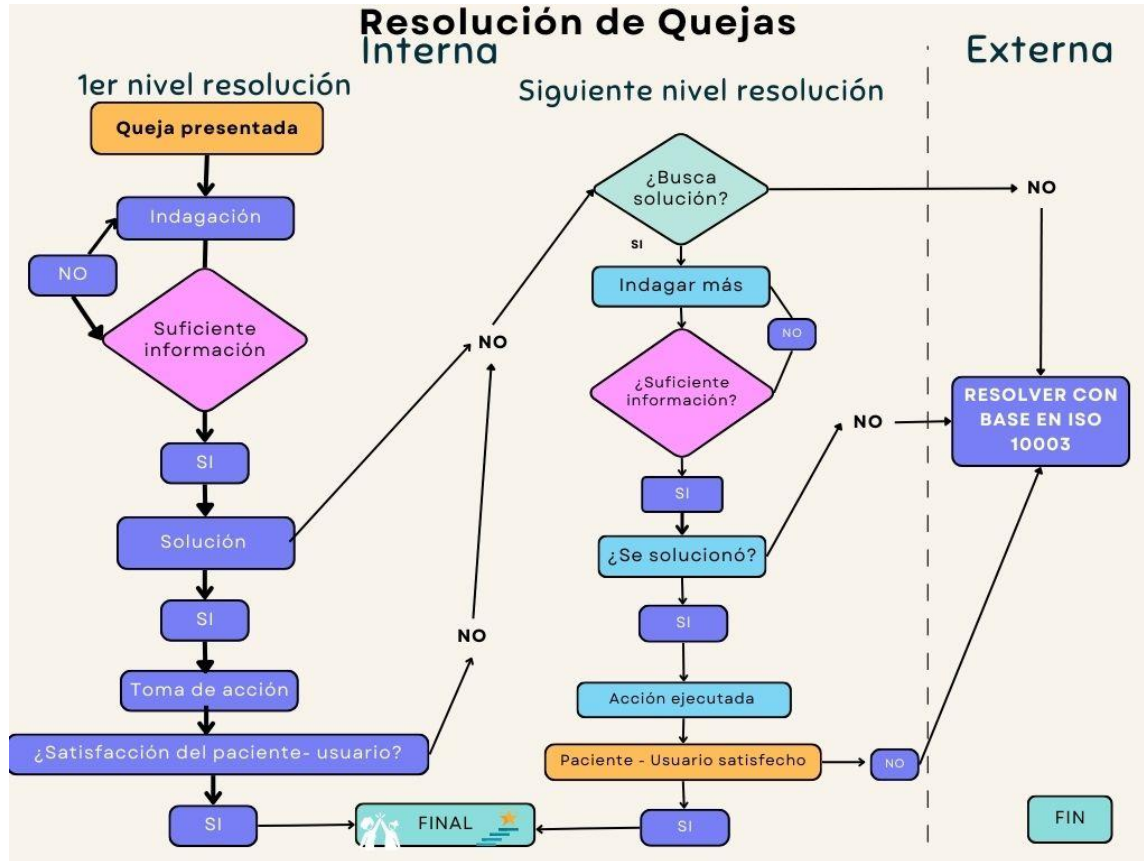 Resolución de Quejas
Interna
Externa
1er nivel resolución
Siguiente nivel resolución
Queja presentada
Indagación
NO
Suficiente
información
SI
Solución
SI
Toma de acción
¿Satisfacción del paciente- usuario?
SI
NO
NO
FINAL
¿Busca
solución?
NO
SI
Indagar más
NO
¿Suficiente
información?
SI
¿Se solucionó?
NO
SI
Acción ejecutada
Paciente - Usuario satisfecho
NO
SI
RESOLVER CON
BASE EN ISO
10003
FIN